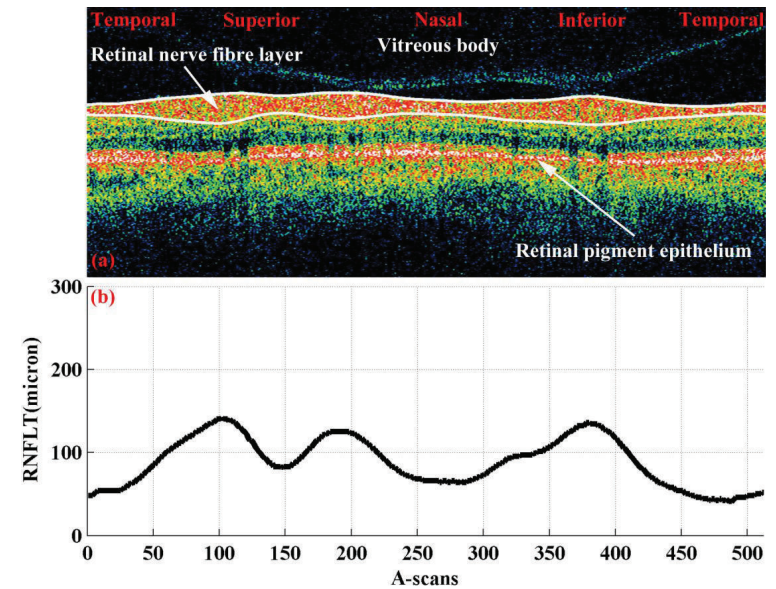 Temporal Superior Nasal Inferior Temporal
Vitreous body
Retinal nerve fibre layer
Retinal pigment epithelium
(a)
(b)
300
200
100
0
RNFLT(micron)
0 50 100 150 200 250 300 350 400 450 500
A-scans